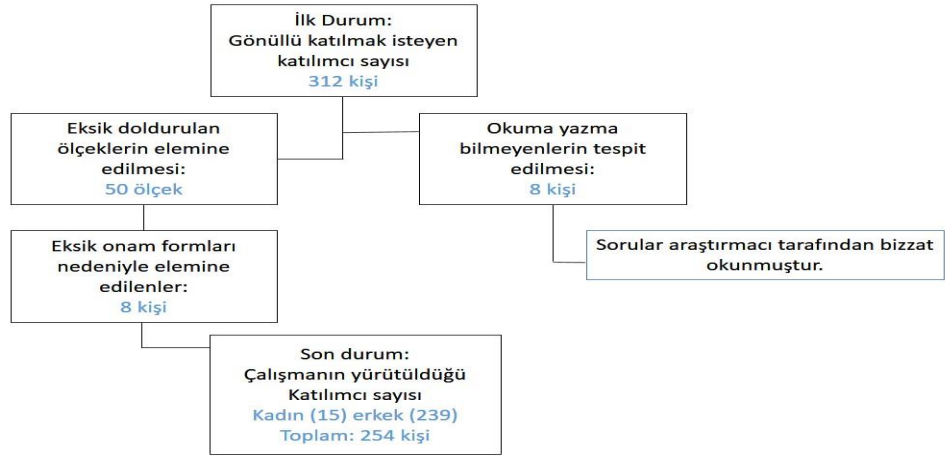 İlk Durum:
Gönüllü katılmak isteyen
katılımcı sayısı
312 kişi
Eksik doldurulan
ölçeklerin elemine
edilmesi:
50 ölçek
Okuma yazma
bilmeyenlerin tespit
edilmesi:
8 kişi
Eksik onam formları
nedeniyle elemine
edilenler:
8 kişi
Sorular araştırmacı tarafından bizzat
okunmuştur.
Son durum:
Çalışmanın yürütüldüğü
Katılımcı sayısı
Kadın (15) erkek (239)
Toplam: 254 kişi